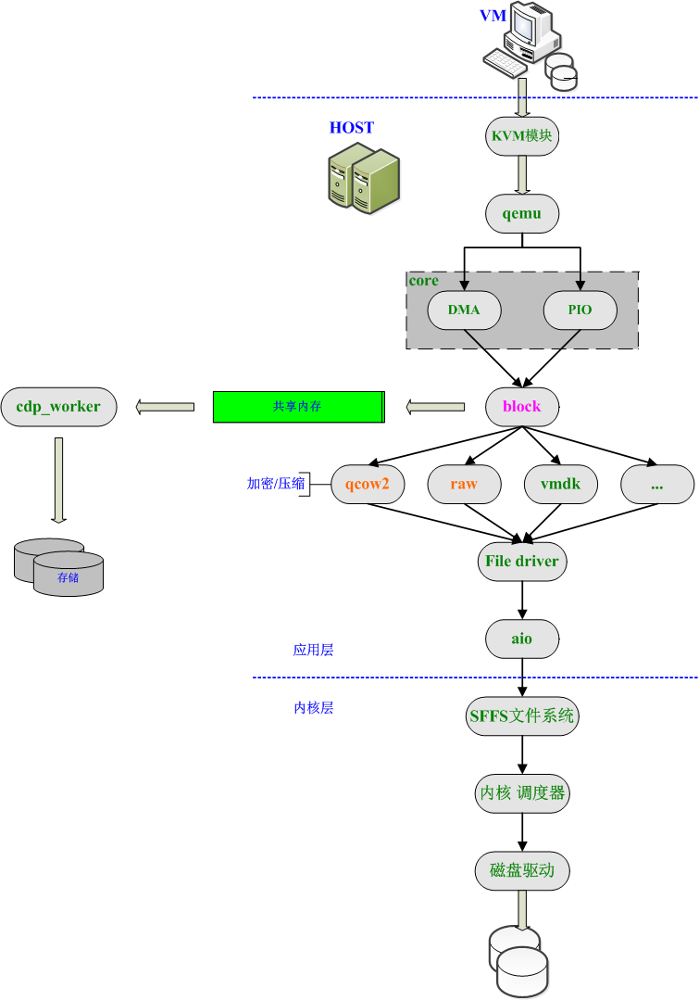 VM
HOST
KVM模块
qemu
core
DMA
PIO
cdp_worker
共享内存
block
加密/压缩
qcow2
raw
vmdk
...
存储
File driver
aio
应用层
内核层
SFFS文件系统
内核 调度器
磁盘驱动